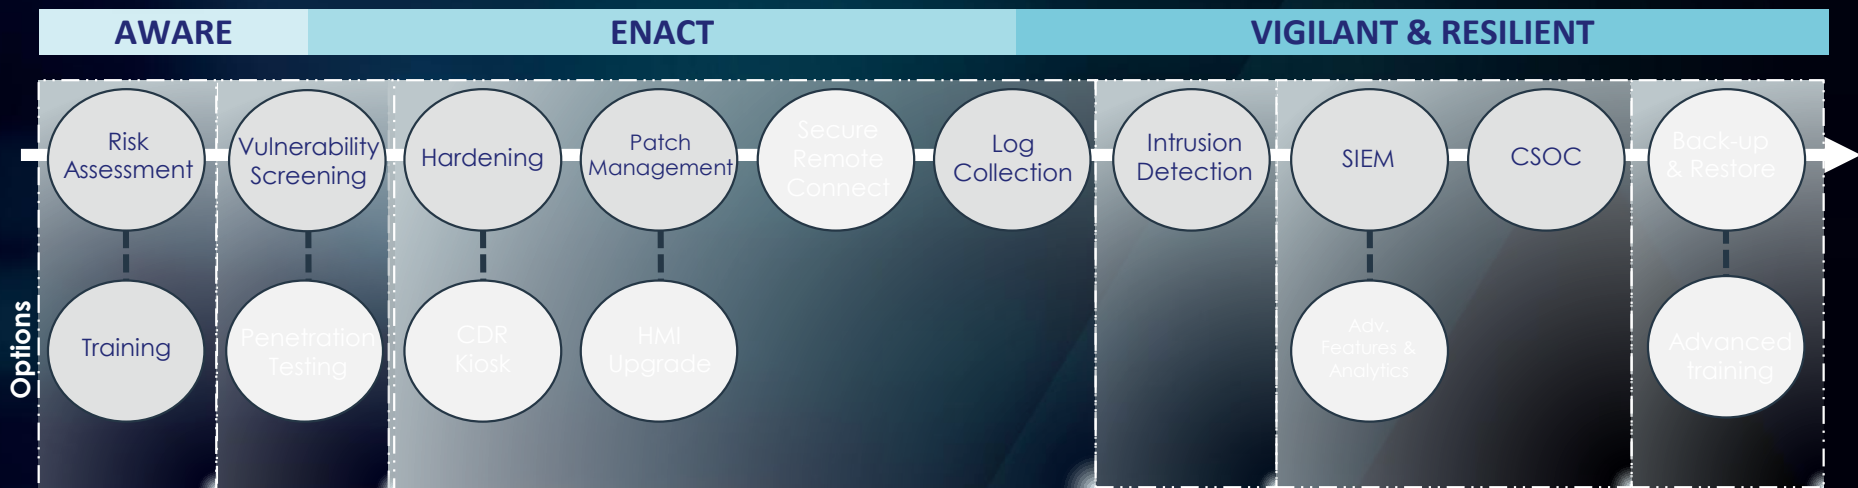 AWARE
ENACT
VIGILANT & RESILIENT
Risk
Assessment
Vulnerability
Screening
Hardening
Patch
Management
Secure
Remote
Connect
Log
Collection
Intrusion
Detection
SIEM
CSOC
Back-up
& Restore
Options
Training
Penetration
Testing
CDR
Kiosk
HMI
Upgrade
Adv.
Features &
Analytics
Advanced
training